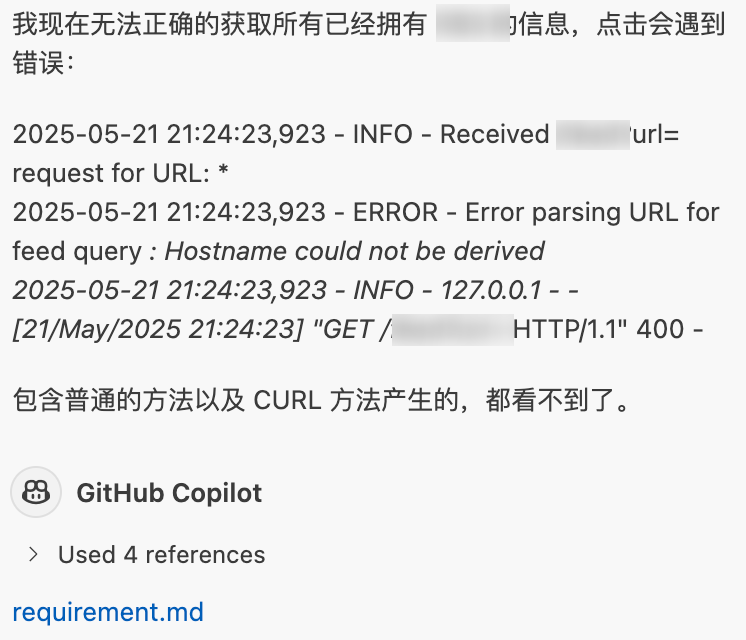 我现在无法正确的获取所有已经拥有 的信息，点击会遇到
错误：
2025-05-21 21:24:23,923 - INFO - Received url=
request for URL: *
2025-05-21 21:24:23,923 - ERROR - Error parsing URL for
feed query : Hostname could not be derived
2025-05-21 21:24:23,923 - INFO - 127.0.0.1 - -
[21/May/2025 21:24:23] "GET / HTTP/1.1" 400 -
包含普通的方法以及 CURL 方法产生的，都看不到了。
GitHub Copilot
Used 4 references
requirement.md